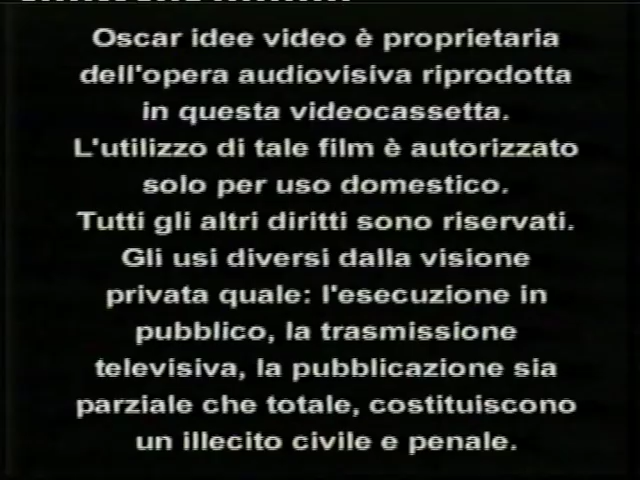 Oscar idee video è proprietaria
dell'opera audiovisiva riprodotta
in questa videocassetta.
L'utilizzo di tale film è autorizzato
solo per uso domestico.
Tutti gli altri diritti sono riservati.
Gli usi diversi dalla visione
privata quale: l'esecuzione in
pubblico, la trasmissione
televisiva, la pubblicazione sia
parziale che totale, costituiscono
un illecito civile e penale.